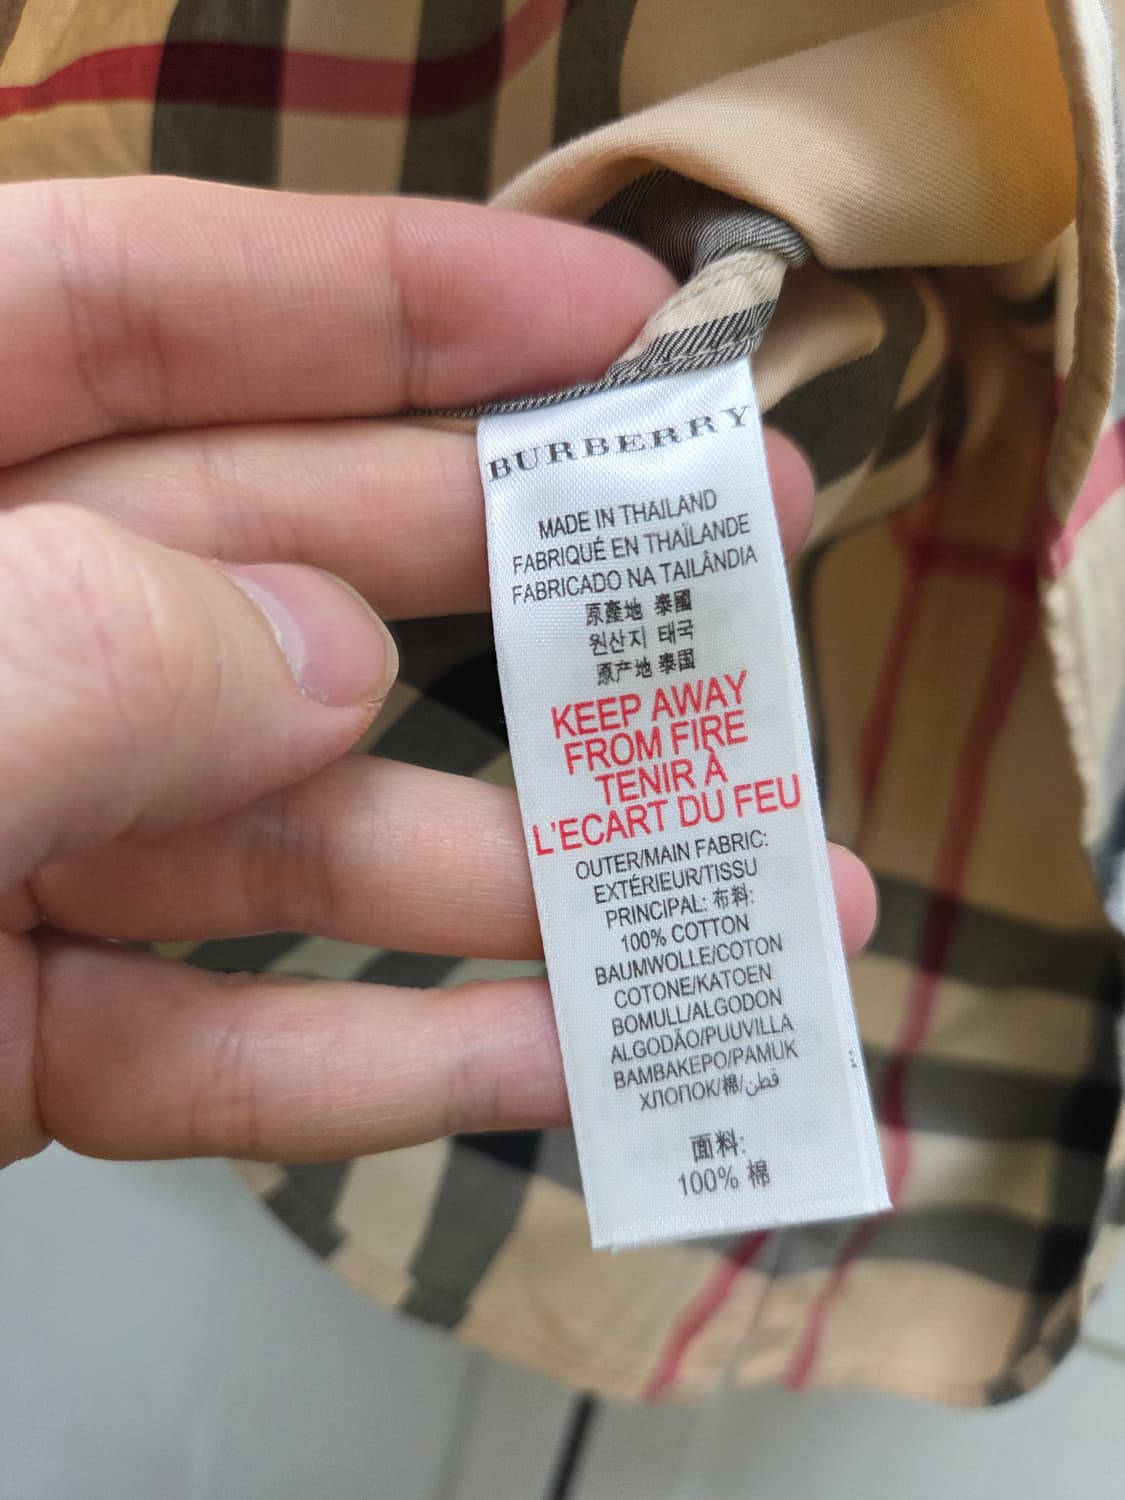 BURBERRY
MADE IN THAILAND
FABRIQUÉ EN THAÏLANDE
FABRICADO NA TAILÂNDIA
原產地 泰國
원산지 태국
原产地 泰国
KEEP AWAY
FROM FIRE
TENIR À
L'ECART DU FEU
OUTER/MAIN FABRIC:
EXTÉRIEUR/TISSU
PRINCIPAL: 布料:
100% COTTON
BAUMWOLLE/COTON
COTONE/KATOEN
BOMULL/ALGODON
ALGODÃO/PUUVILLA
ΒΑΜΒΑΚΕΡΟ/PAMUK
ХЛОПОК/棉/قطن
面料:
100% 棉